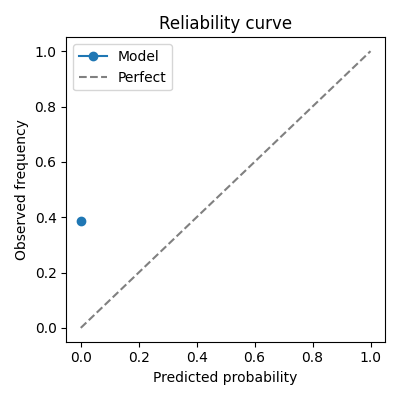 Reliability curve
Model
Perfect
1.0
0.8
0.6
0.4
0.2
0.0
Observed frequency
0.0 0.2 0.4 0.6 0.8 1.0
Predicted probability